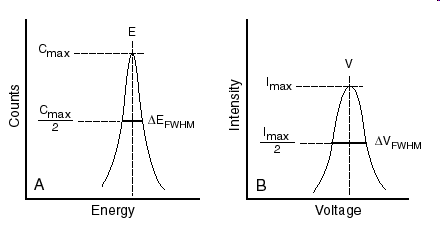 E
Cmax
Cmax
2
ΔEFWHM
Counts
A
Energy
V
Imax
Imax
2
ΔVFWHM
Intensity
B
Voltage